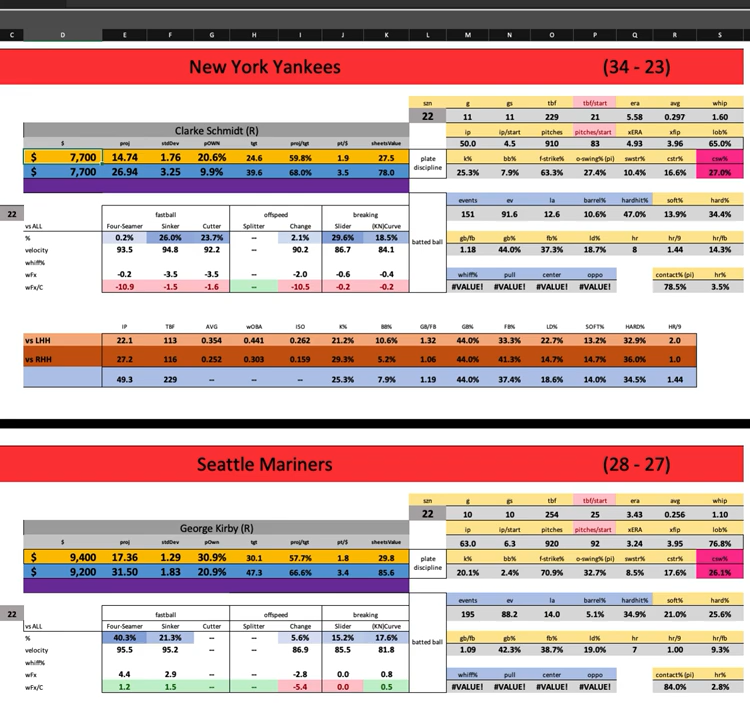 C D E F G H I J K L M N O P Q R S
New York Yankees (34 - 23)
szn g gs tbf tbf/start era avg whip
22 11 11 229 21 5.58 0.297 1.60
Clarke Schmidt (R) ip ip/start pitches pitches/start xERA xfip lob%
$ proj stdDev pOWN tgt proj/tgt pt/$ sheetsValue 50.0 4.5 910 83 4.93 3.96 65.0%
$ 7,700 14.74 1.76 20.6% 24.6 59.8% 1.9 27.5 plate discipline k% bb% f-strike% o-swing% (pi) swstr% cstr% csw%
$ 7,700 26.94 3.25 9.9% 39.6 68.0% 3.5 78.0 25.3% 7.9% 63.3% 27.4% 10.4% 16.6% 27.0%
events ev la barrel% hardhit% soft% hard%
22 fastball offspeed breaking 151 91.6 12.6 10.6% 47.0% 13.9% 34.4%
vs ALL Four-Seamer Sinker Cutter Splitter Change Slider (KN)Curve
% 0.2% 26.0% 23.7% -- 2.1% 29.6% 18.5% batted ball gb/fb gb% fb% ld% hr hr/9 hr/fb
velocity 93.5 94.8 92.2 -- 90.2 86.7 84.1 1.18 44.0% 37.3% 18.7% 8 1.44 14.3%
whiff%
wFx -0.2 -3.5 -3.5 -- -2.0 -0.6 -0.4 whiff% pull center oppo contact% (pi) hr%
wFx/C -10.9 -1.5 -1.6 -- -10.5 -0.2 -0.2 #VALUE! #VALUE! #VALUE! #VALUE! 78.5% 3.5%
IP TBF AVG wOBA ISO K% BB% GB/FB GB% FB% LD% SOFT% HARD% HR/9
vs LHH 22.1 113 0.354 0.441 0.262 21.2% 10.6% 1.32 44.0% 33.3% 22.7% 13.2% 32.9% 2.0
vs RHH 27.2 116 0.252 0.303 0.159 29.3% 5.2% 1.06 44.0% 41.3% 14.7% 14.7% 36.0% 1.0
49.3 229 -- -- -- 25.3% 7.9% 1.19 44.0% 37.4% 18.6% 14.0% 34.5% 1.44
Seattle Mariners (28 - 27)
szn g gs tbf tbf/start era avg whip
22 10 10 254 25 3.43 0.256 1.10
George Kirby (R) ip ip/start pitches pitches/start xERA xfip lob%
$ proj stdDev pOwn tgt proj/tgt pt/$ sheetsValue 63.0 6.3 920 92 3.24 3.95 76.8%
$ 9,400 17.36 1.29 30.9% 30.1 57.7% 1.8 29.8 plate discipline k% bb% f-strike% o-swing% (pi) swstr% cstr% csw%
$ 9,200 31.50 1.83 20.9% 47.3 66.6% 3.4 85.6 20.1% 2.4% 70.9% 32.7% 8.5% 17.6% 26.1%
events ev la barrel% hardhit% soft% hard%
22 fastball offspeed breaking 195 88.2 14.0 5.1% 34.9% 21.0% 25.6%
vs ALL Four-Seamer Sinker Cutter Splitter Change Slider (KN)Curve
% 40.3% 21.3% -- -- 5.6% 15.2% 17.6% batted ball gb/fb gb% fb% ld% hr hr/9 hr/fb
velocity 95.5 95.2 -- -- 86.9 85.5 81.8 1.09 42.3% 38.7% 19.0% 7 1.00 9.3%
whiff%
wFx 4.4 2.9 -- -- -2.8 0.0 0.8 whiff% pull center oppo contact% (pi) hr%
wFx/C 1.2 1.5 -- -- -5.4 0.0 0.5 #VALUE! #VALUE! #VALUE! #VALUE! 84.0% 2.8%